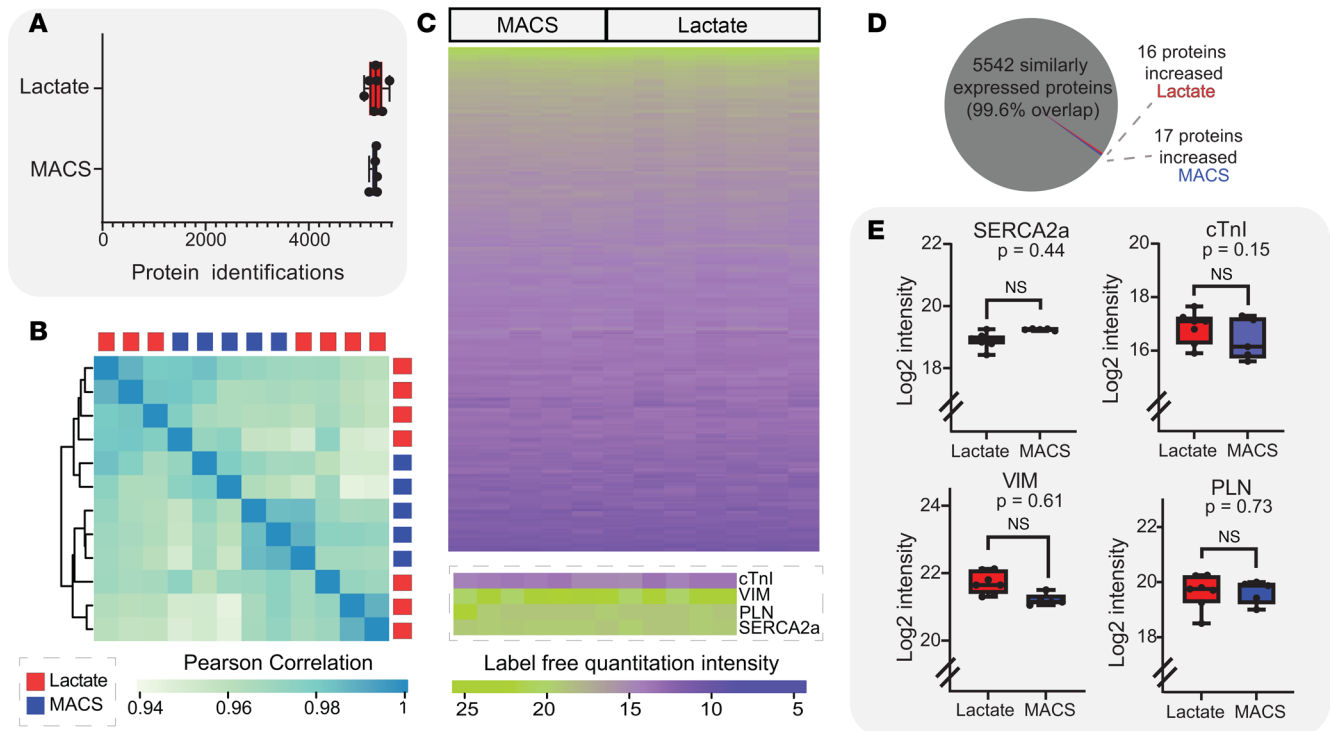 A
Lactate
MACS
0
2000
4000
Protein identifications
B
Lactate
MACS
Pearson Correlation
0.94
0.96
0.98
1
C
MACS
Lactate
cTnI
VIM
PLN
SERCA2a
Label free quantitation intensity
25
20
15
10
5
D
5542 similarly
expressed proteins
(99.6% overlap)
16 proteins
increased
Lactate
17 proteins
increased
MACS
E
SERCA2a
p = 0.44
NS
22
20
18
Log2 intensity
Lactate MACS
cTnI
p = 0.15
NS
20
18
16
Log2 intensity
Lactate MACS
VIM
p = 0.61
NS
24
22
20
Log2 intensity
Lactate MACS
PLN
p = 0.73
NS
22
20
18
Log2 intensity
Lactate MACS